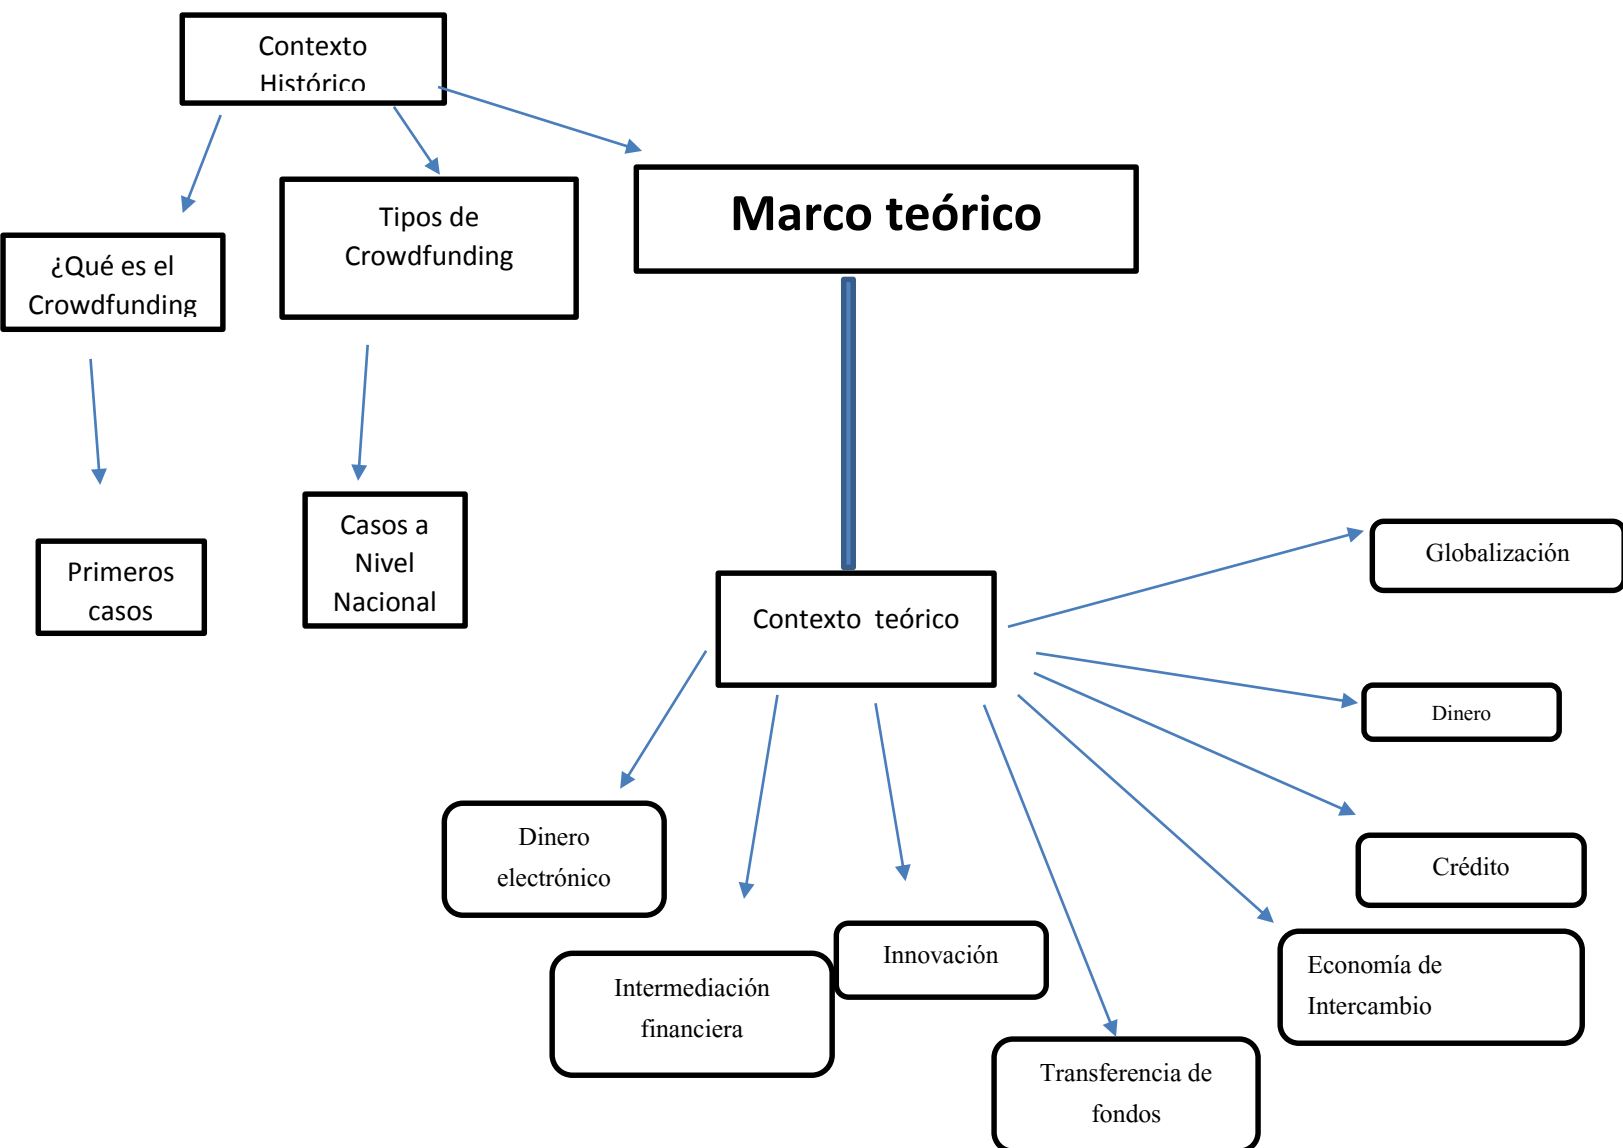 Contexto
Histórico
Marco teórico
Tipos de
Crowdfunding
¿Qué es el
Crowdfunding
Casos a
Nivel
Nacional
Primeros
casos
Globalización
Contexto teórico
Dinero
Dinero
electrónico
Crédito
Innovación
Economía de
Intercambio
Intermediación
financiera
Transferencia de
fondos